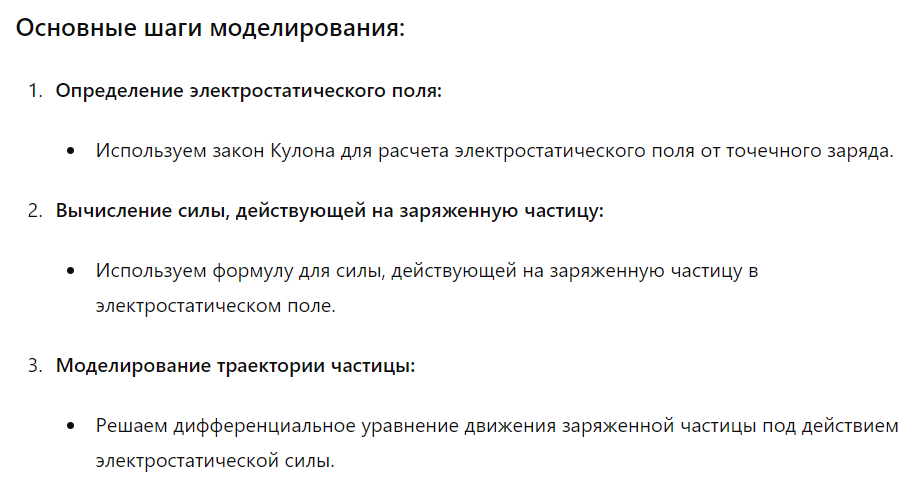 Основные шаги моделирования:
1. Определение электростатического поля:
• Используем закон Кулона для расчета электростатического поля от точечного заряда.
2. Вычисление силы, действующей на заряженную частицу:
• Используем формулу для силы, действующей на заряженную частицу в
электростатическом поле.
3. Моделирование траектории частицы:
• Решаем дифференциальное уравнение движения заряженной частицы под действием
электростатической силы.